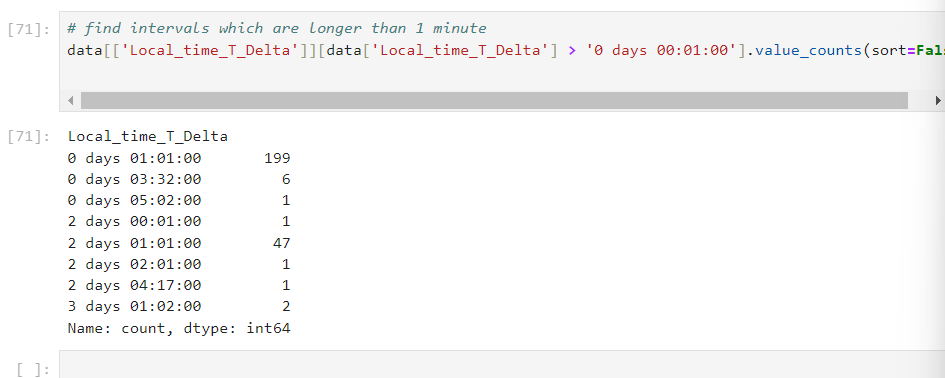 [71]: # find intervals which are longer than 1 minute
data[['Local_time_T_Delta']][data['Local_time_T_Delta'] > '0 days 00:01:00'].value_counts(sort=Fal
[71]: Local_time_T_Delta
0 days 01:01:00 199
0 days 03:32:00 6
0 days 05:02:00 1
2 days 00:01:00 1
2 days 01:01:00 47
2 days 02:01:00 1
2 days 04:17:00 1
3 days 01:02:00 2
Name: count, dtype: int64
[ ]: